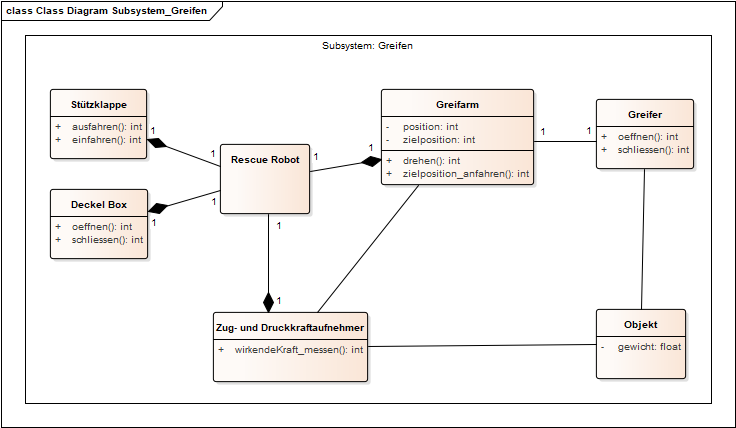 class Class Diagram Subsystem_Greifen
Subsystem: Greifen
Stützklappe
+ ausfahren(): int
+ einfahren(): int
1
1
Rescue Robot
1
1
Greifarm
- position: int
- zielposition: int
+ drehen(): int
+ zielposition_anfahren(): int
1
1
Greifer
+ oeffnen(): int
+ schliessen(): int
Deckel Box
+ oeffnen(): int
+ schliessen(): int
1
1
1
1
Zug- und Druckkraftaufnehmer
+ wirkendeKraft_messen(): int
Objekt
- gewicht: float